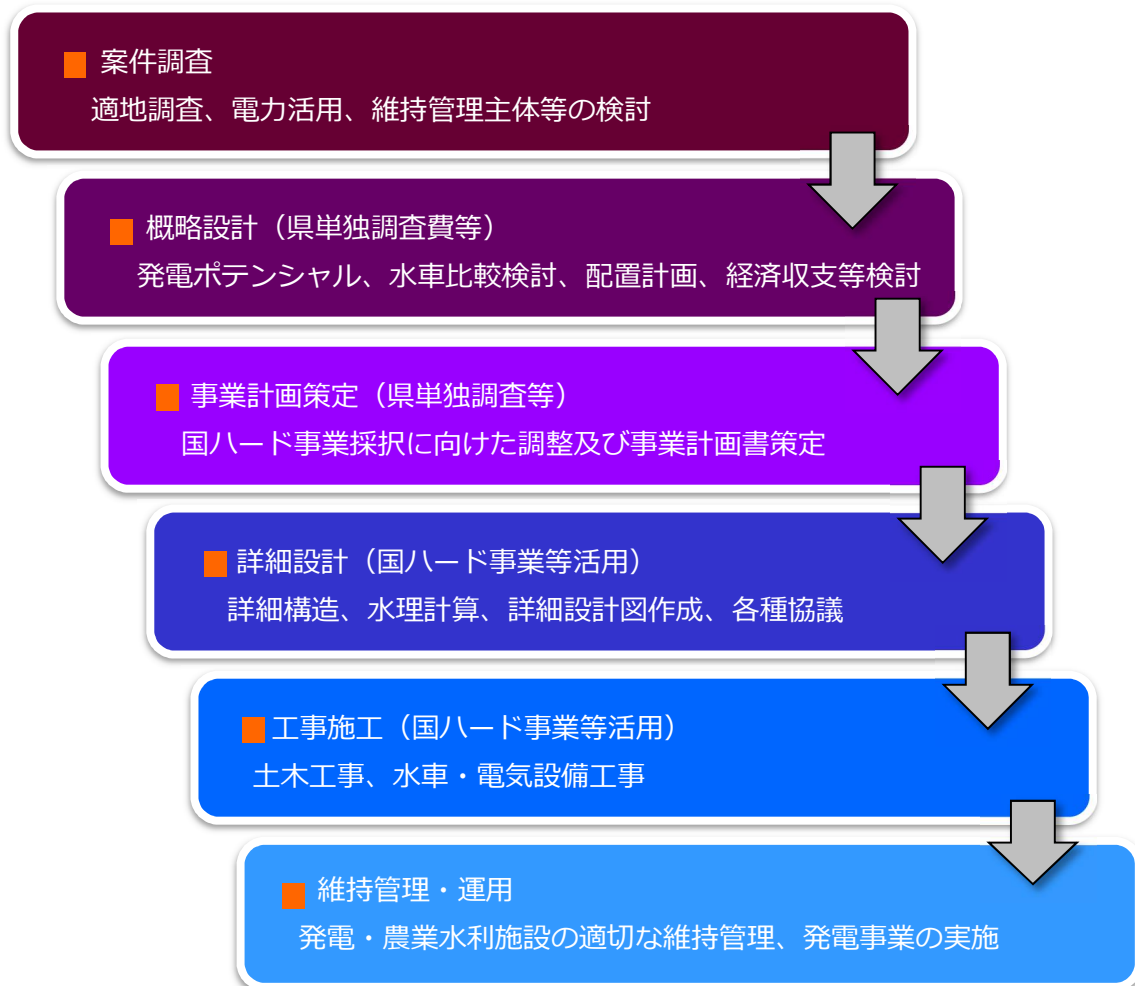 案件調査
適地調査、電力活用、維持管理主体等の検討
概略設計（県単独調査費等）
発電ポテンシャル、水車比較検討、配置計画、経済収支等検討
事業計画策定（県単独調査等）
国ハード事業採択に向けた調整及び事業計画書策定
詳細設計（国ハード事業等活用）
詳細構造、水理計算、詳細設計図作成、各種協議
工事施工（国ハード事業等活用）
土木工事、水車・電気設備工事
維持管理・運用
発電・農業水利施設の適切な維持管理、発電事業の実施